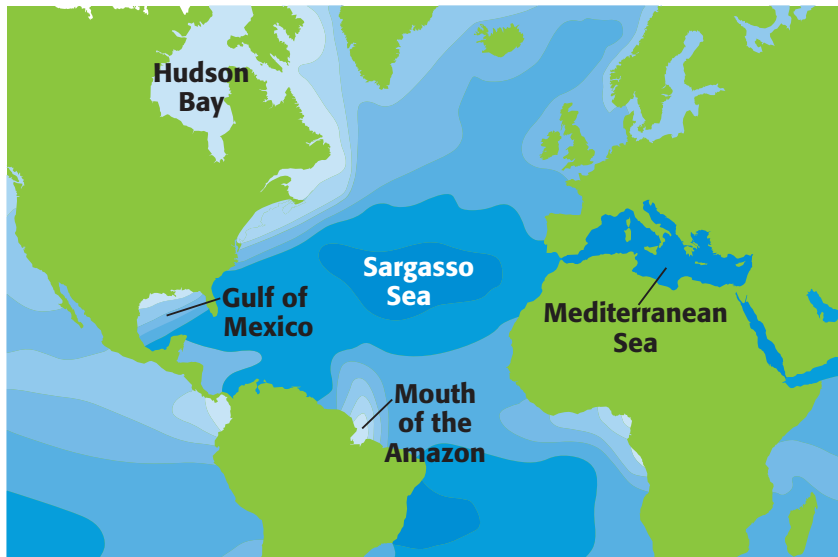 Hudson
Bay
Sargasso
Sea
Gulf of
Mexico
Mediterranean
Sea
Mouth
of the
Amazon